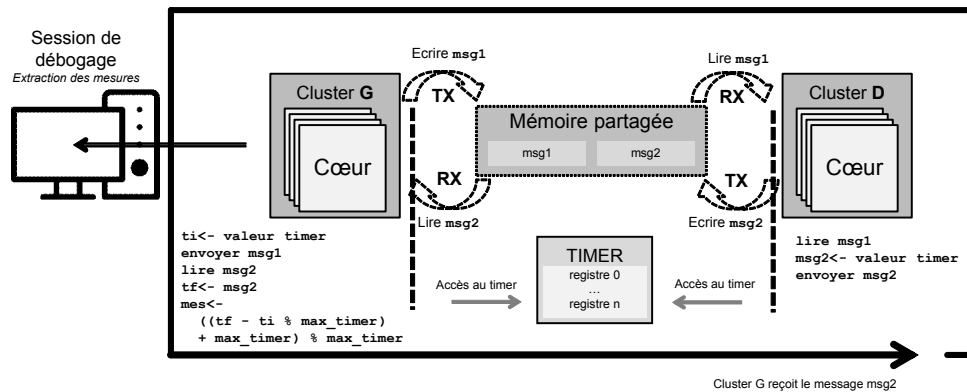 Session de
débogage
Extraction des mesures
Ecrire msg1
Lire msg1
Cluster G
TX
RX
Cluster D
Mémoire partagée
msg1
msg2
Cœur
Cœur
RX
TX
Lire msg2
Ecrire msg2
ti<- valeur timer
envoyer msg1
lire msg2
tf<- msg2
mes<-
((tf - ti % max_timer)
+ max_timer) % max_timer
Accès au timer
TIMER
registre 0
...
registre n
Accès au timer
lire msg1
msg2<- valeur timer
envoyer msg2
Cluster G reçoit le message msg2